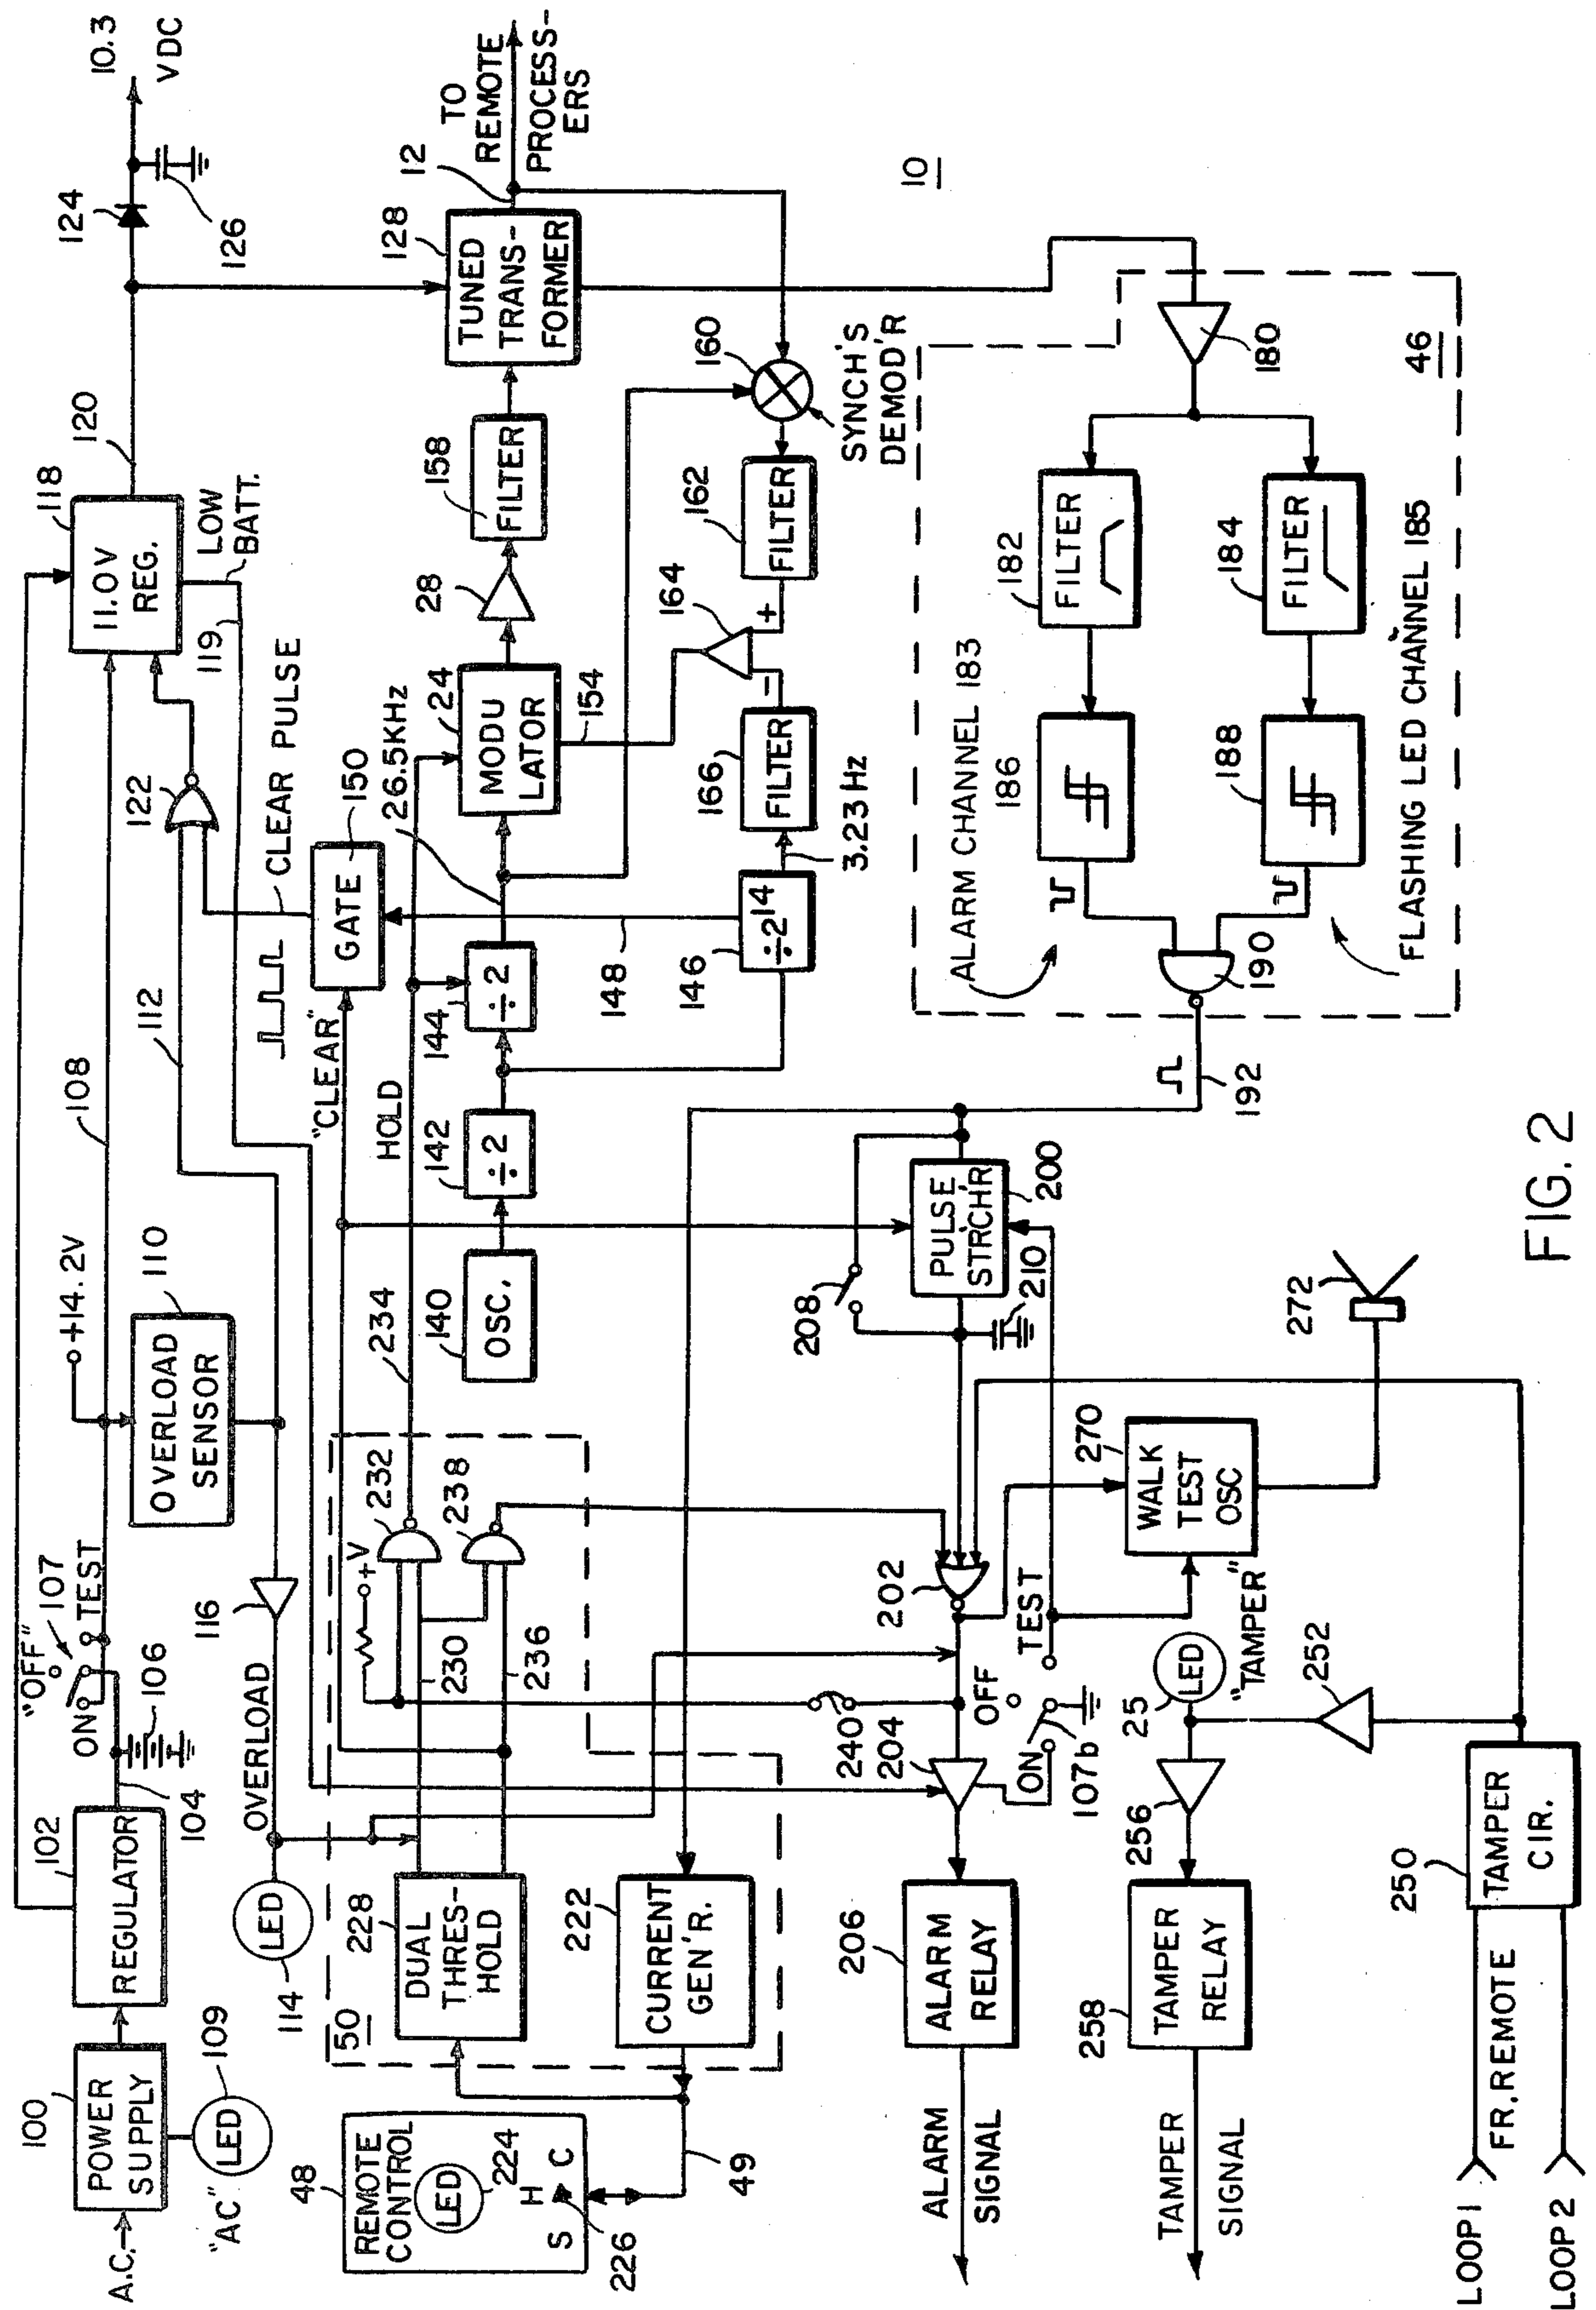 10.3
VDC
124
126
120
118
11.0V
REG.
119
LOW
BATT.
122
CLEAR PULSE
112
108
+14.2V
110
OVERLOAD
SENSOR
"OFF"
107
TEST
ON
106
104
102
REGULATOR
100
POWER
SUPPLY
A.C.
"AC"
LED
109
116
OVERLOAD
LED
114
TO
REMOTE
PROCESS-
ERS
12
128
TUNED
TRANS-
FORMER
158
FILTER
28
24
MODU
LATOR
154
26.5KHz
150
GATE
"CLEAR"
HOLD
144
÷2
142
÷2
148
146
÷2 14
3.23 Hz
166
FILTER
164
+
−
162
FILTER
160
SYNCH'S
DEMOD'R
140
OSC.
234
232
238
+V
230
236
228
DUAL
THRES-
HOLD
50
222
CURRENT
GEN'R.
48
REMOTE
CONTROL
LED
224
S
H
C
226
49
10
46
180
182
FILTER
184
FILTER
ALARM CHANNEL 183
186
188
190
FLASHING LED CHANNEL 185
192
200
PULSE
STRCH'R
208
210
202
204
240
OFF
TEST
ON
107b
206
ALARM
RELAY
ALARM
SIGNAL
270
WALK
TEST
OSC
272
LED
25
"TAMPER"
252
256
258
TAMPER
RELAY
TAMPER
SIGNAL
250
TAMPER
CIR.
FR. REMOTE
LOOP 1
LOOP 2
FIG. 2